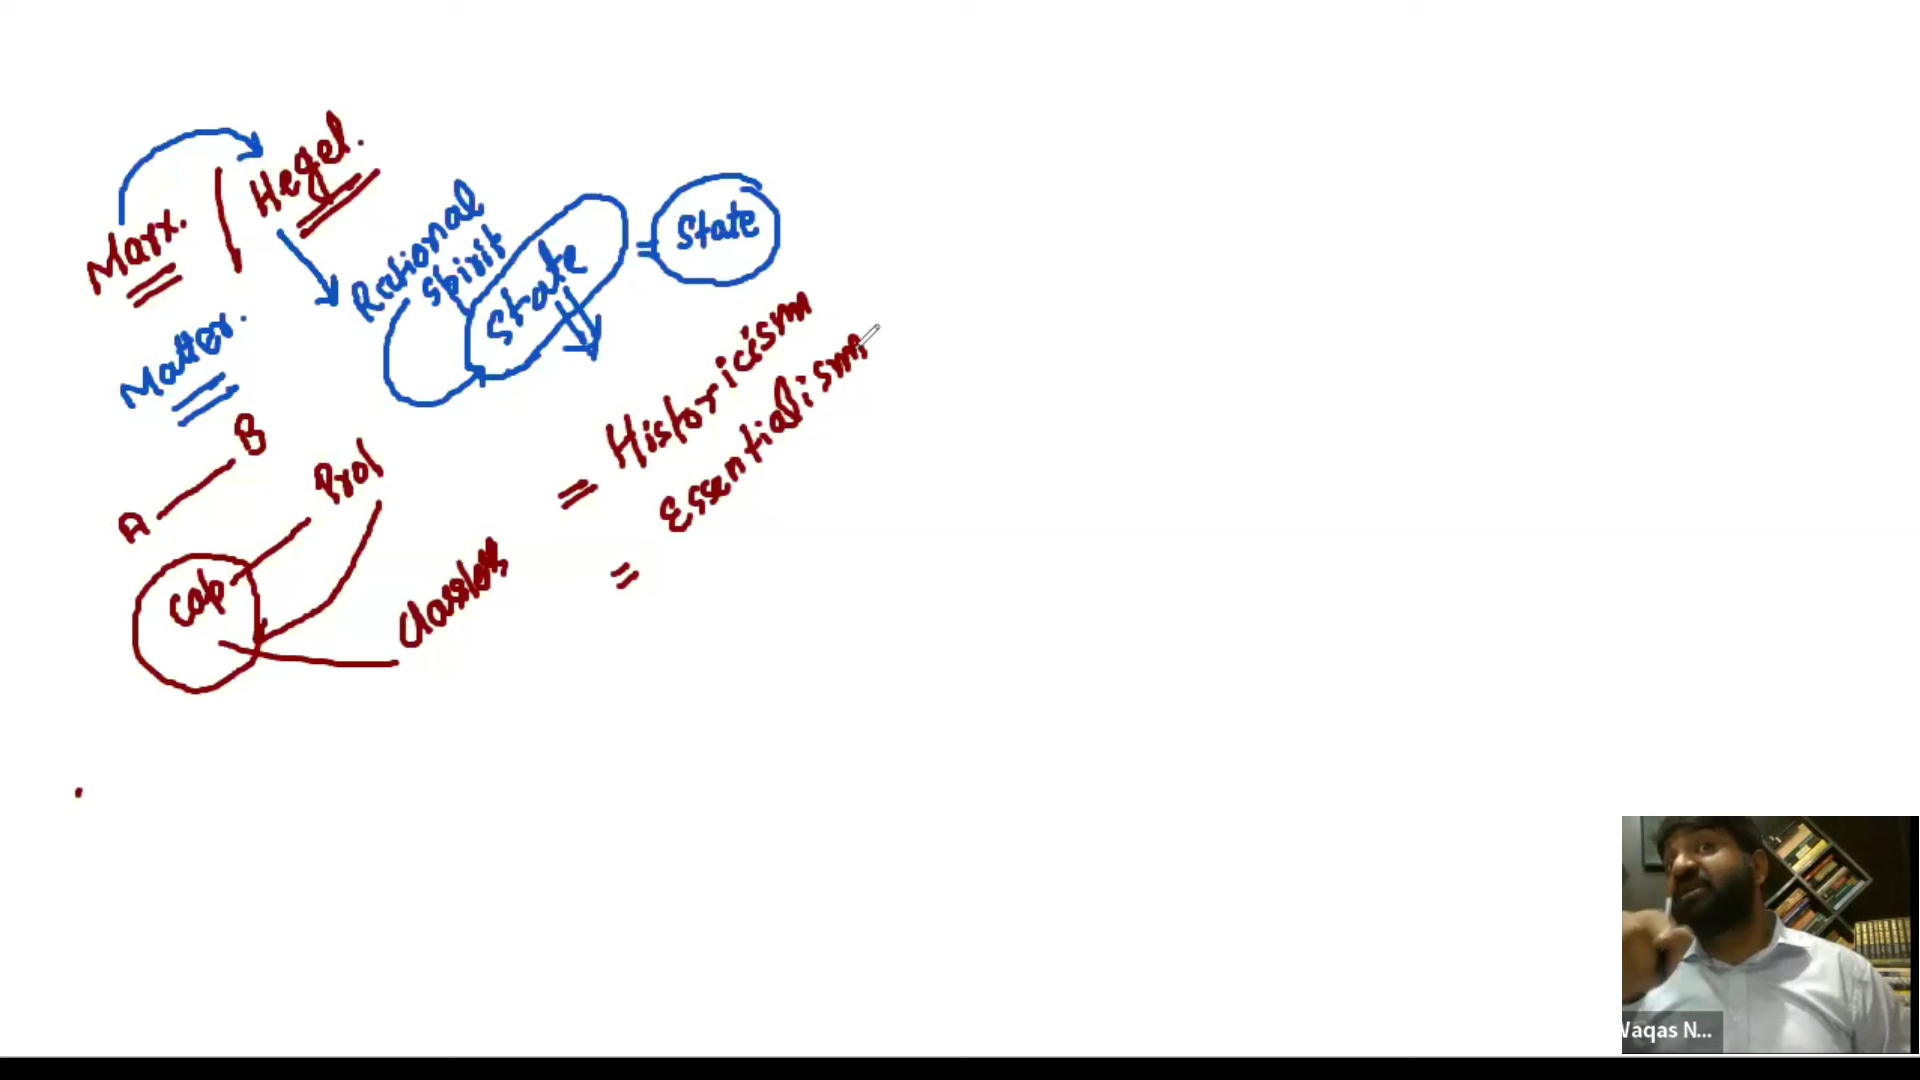 Hegel.
Marx.
Rational
spirit
State
= State
Matter.
B
A
Prol
Cap
Classless
= Historicism
Essentialism
=
Waqas N...